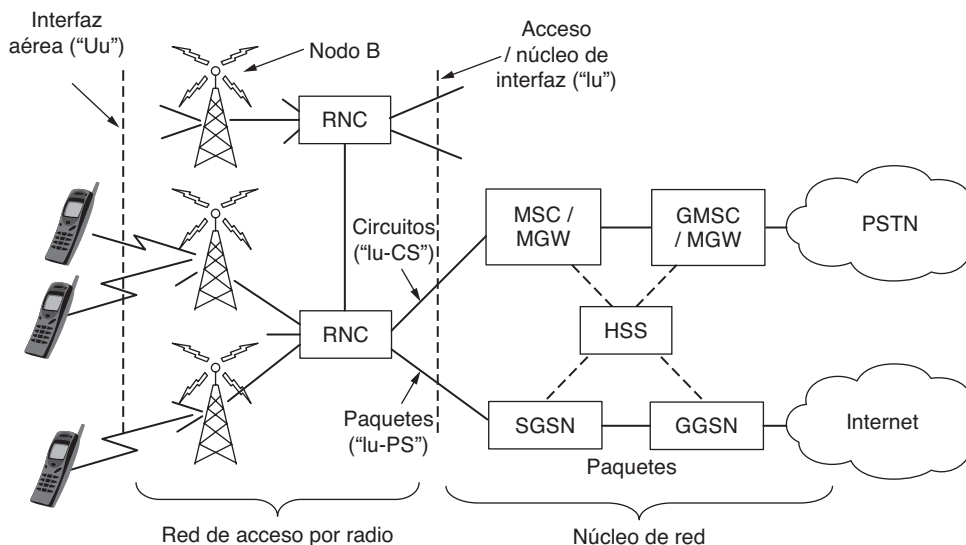 Interfaz
aérea (“Uu”)
Nodo B
Acceso
/ núcleo de
interfaz (“lu”)
RNC
MSC /
MGW
GMSC
/ MGW
PSTN
Circuitos
(“lu-CS”)
RNC
HSS
Paquetes
(“lu-PS”)
SGSN
GGSN
Internet
Paquetes
Red de acceso por radio
Núcleo de red